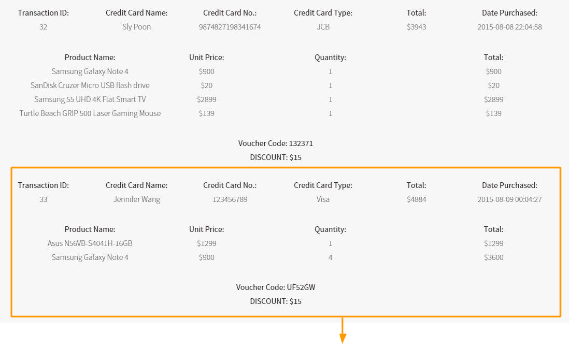 Transaction ID: Credit Card Name: Credit Card No.: Credit Card Type: Total: Date Purchased:
32 Sly Poon 9874827198341674 JCB $3943 2015-08-08 22:04:58
Product Name: Unit Price: Quantity: Total:
Samsung Galaxy Note 4 $900 1 $900
SanDisk Cruzer Micro USB flash drive $20 1 $20
Samsung 55 UHD 4K Flat Smart TV $2899 1 $2899
Turtle Beach GRIP 500 Laser Gaming Mouse $139 1 $139
Voucher Code: 132371
DISCOUNT: $15
Transaction ID: Credit Card Name: Credit Card No.: Credit Card Type: Total: Date Purchased:
33 Jennifer Wang 123456789 Visa $4884 2015-08-09 00:04:27
Product Name: Unit Price: Quantity: Total:
Asus N56VB-S4041H-16GB $1299 1 $1299
Samsung Galaxy Note 4 $900 4 $3600
Voucher Code: UF52GW
DISCOUNT: $15